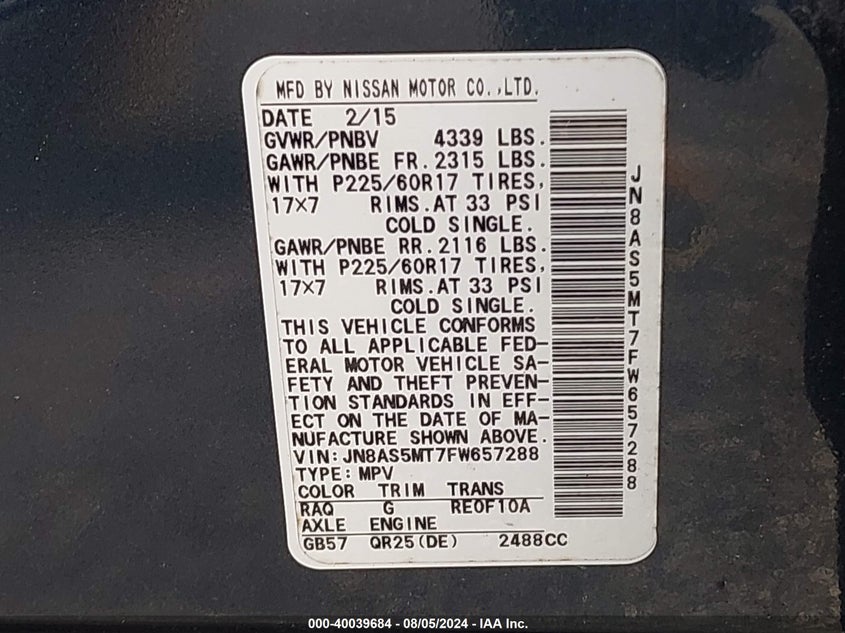 MFD BY NISSAN MOTOR CO.,LTD.
DATE 2/15
GVWR/PNBV 4339 LBS.
GAWR/PNBE FR.2315 LBS.
WITH P225/60R17 TIRES,
17×7 RIMS.AT 33 PSI
COLD SINGLE.
GAWR/PNBE RR.2116 LBS.
WITH P225/60R17 TIRES,
17×7 RIMS.AT 33 PSI
COLD SINGLE.
THIS VEHICLE CONFORMS
TO ALL APPLICABLE FED-
ERAL MOTOR VEHICLE SA-
FETY AND THEFT PREVEN-
TION STANDARDS IN EFF-
ECT ON THE DATE OF MA-
NUFACTURE SHOWN ABOVE.
VIN:JN8AS5MT7FW657288
TYPE:MPV
COLOR TRIM TRANS
RAQ G RE0F10A
AXLE ENGINE
GB57 QR25(DE) 2488CC
JN8AS5MT7FW657288
000-40039684 - 08/05/2024 - IAA Inc.